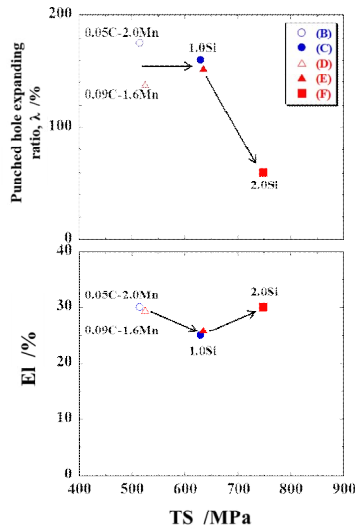 200
0.05C-2.0Mn
1.0Si
(B)
(C)
(D)
(E)
(F)
0.09C-1.6Mn
100
2.0Si
0
Punched hole expanding
ratio, λ /%
40
0.05C-2.0Mn
2.0Si
30
0.09C-1.6Mn
1.0Si
20
10
0
El /%
400 500 600 700 800 900
TS /MPa